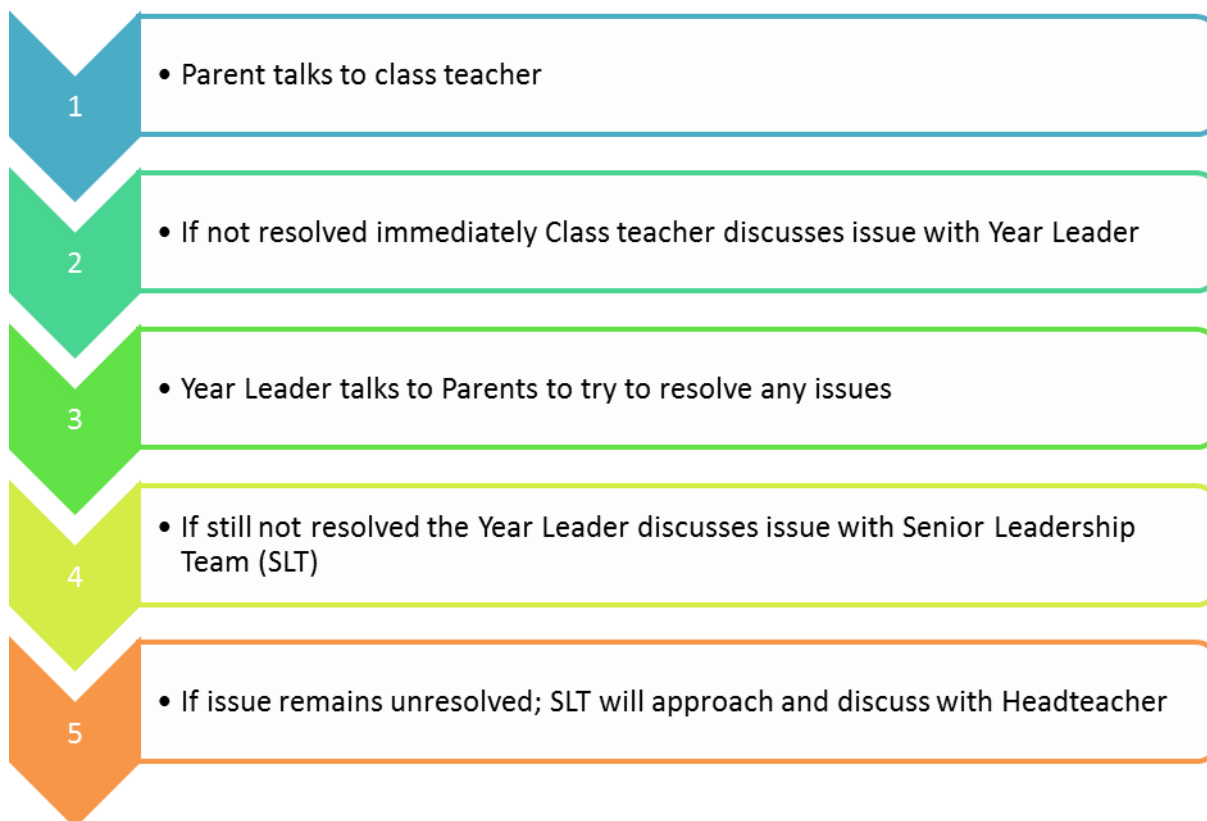 1
• Parent talks to class teacher
2
• If not resolved immediately Class teacher discusses issue with Year Leader
3
• Year Leader talks to Parents to try to resolve any issues
4
• If still not resolved the Year Leader discusses issue with Senior Leadership
Team (SLT)
5
• If issue remains unresolved; SLT will approach and discuss with Headteacher